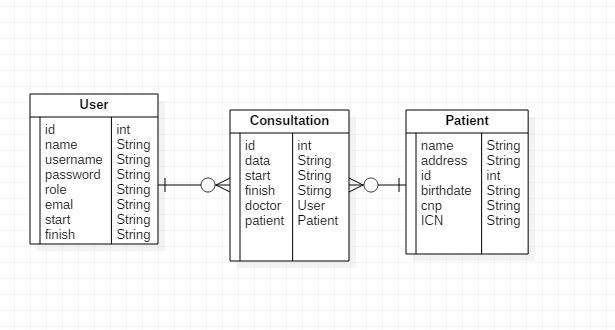 User
id int
name String
username String
password String
role String
emal String
start String
finish String
Consultation
id int
data String
start String
finish Stirng
doctor User
patient Patient
Patient
name String
address String
id int
birthdate String
cnp String
ICN String